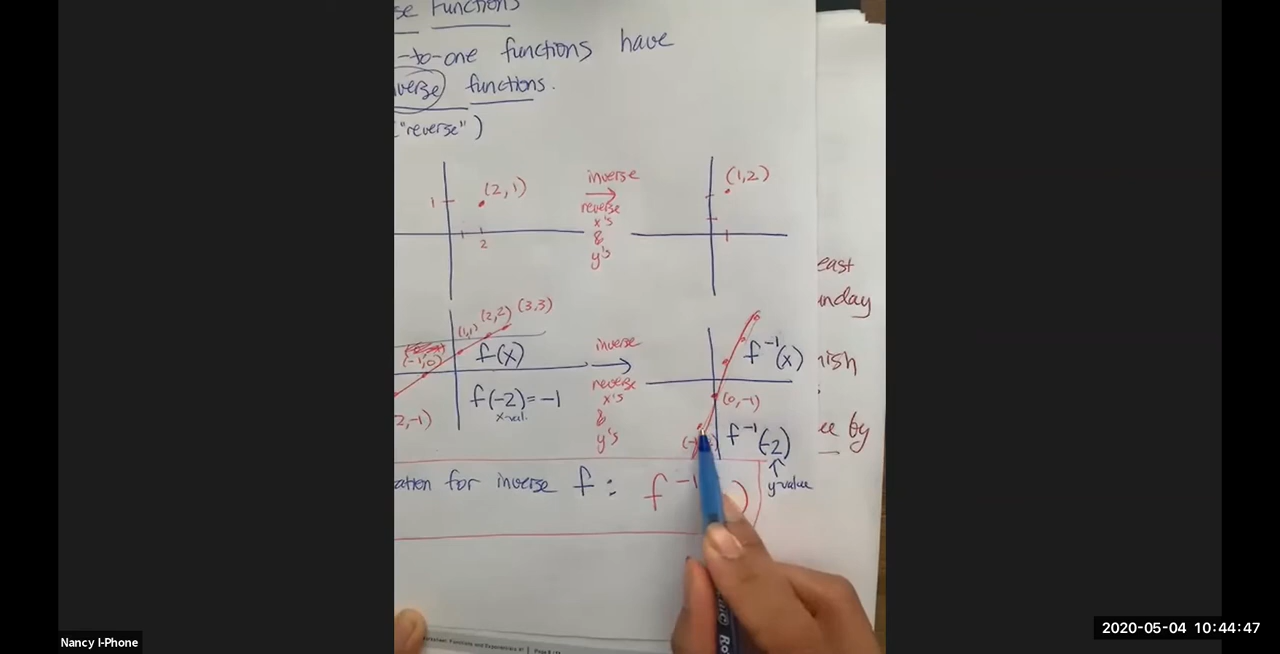 se Functions
-to-one functions have
verse functions.
("reverse")
(2,1)
1
2
inverse
reverse
x's
&
y's
(1,2)
east
unday
(1,1) (2,2) (3,3)
(-1,0)
f(x)
f(-2) = -1
x-val.
2,-1)
inverse
reverse
x's
&
y's
f⁻¹(x)
(0,-1)
f⁻¹(-2)
y-value
nish
ee by
ation for inverse f: f⁻¹
Nancy I-Phone
2020-05-04 10:44:47